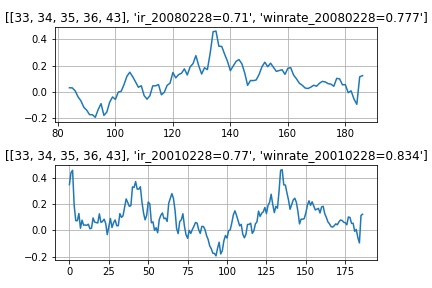 [[33, 34, 35, 36, 43], 'ir_20080228=0.71', 'winrate_20080228=0.777']
0.4
0.2
0.0
−0.2
80 100 120 140 160 180
[[33, 34, 35, 36, 43], 'ir_20010228=0.77', 'winrate_20010228=0.834']
0.4
0.2
0.0
−0.2
0 25 50 75 100 125 150 175